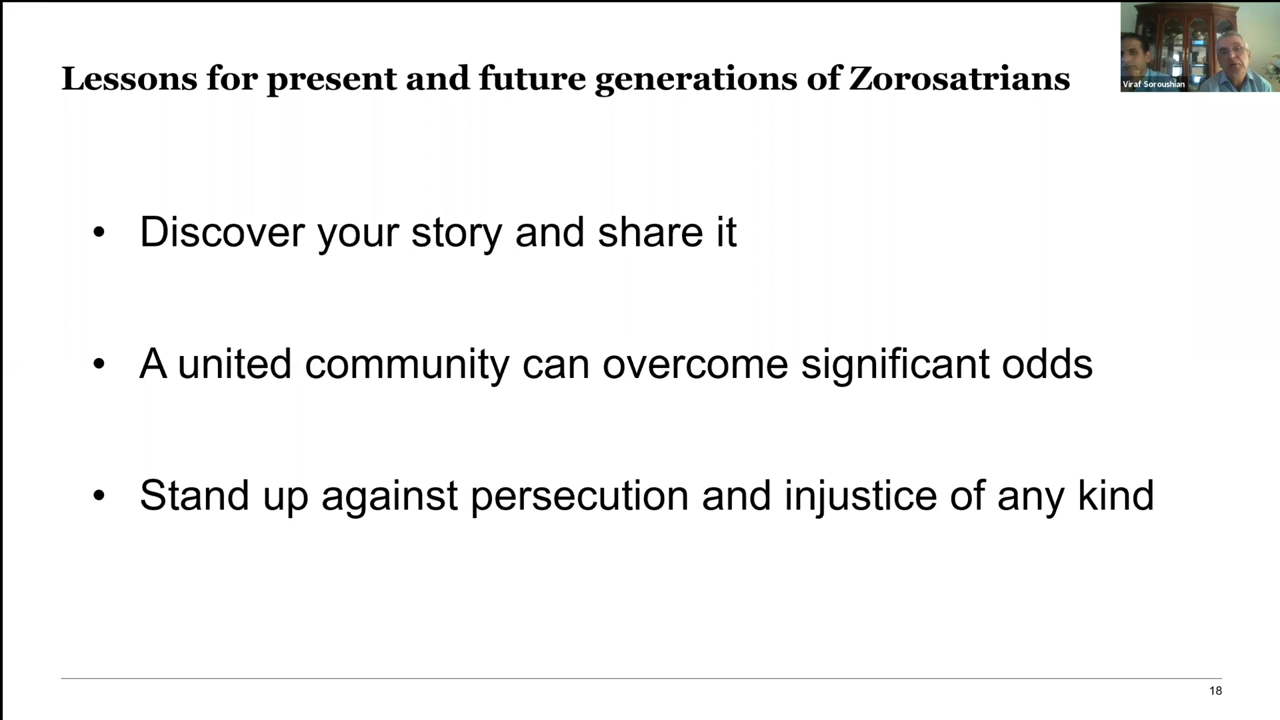 Lessons for present and future generations of Zorosatrians
Viraf Soroushian
• Discover your story and share it
• A united community can overcome significant odds
• Stand up against persecution and injustice of any kind
18